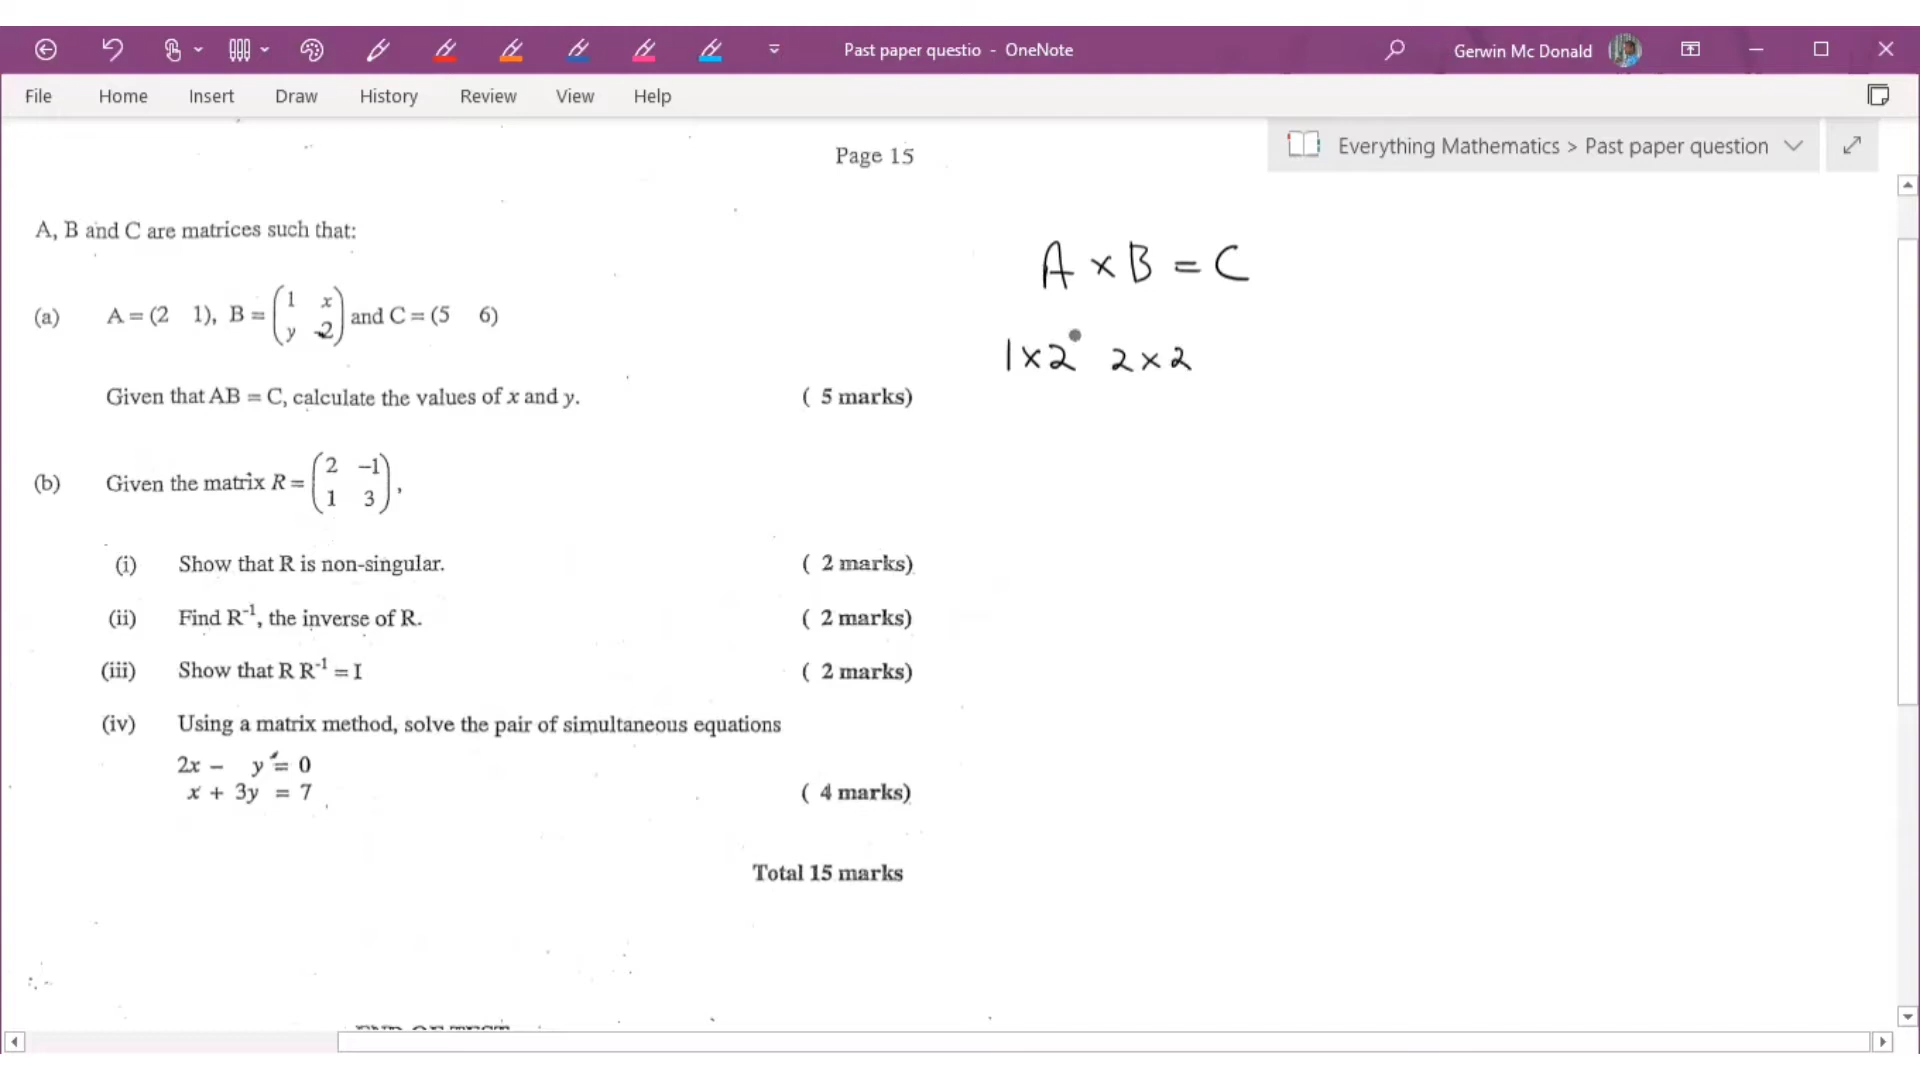 Past paper questio - OneNote
Gerwin Mc Donald
File Home Insert Draw History Review View Help
Everything Mathematics > Past paper question
Page 15
A, B and C are matrices such that:
(a) A = (2 1), B = (1 x
y 2) and C = (5 6)
Given that AB = C, calculate the values of x and y. ( 5 marks)
(b) Given the matrix R = (2 –1
1 3),
(i) Show that R is non-singular. ( 2 marks)
(ii) Find R⁻¹, the inverse of R. ( 2 marks)
(iii) Show that R R⁻¹ = I ( 2 marks)
(iv) Using a matrix method, solve the pair of simultaneous equations
2x – y = 0
x + 3y = 7 ( 4 marks)
Total 15 marks
A × B = C
1 × 2 2 × 2